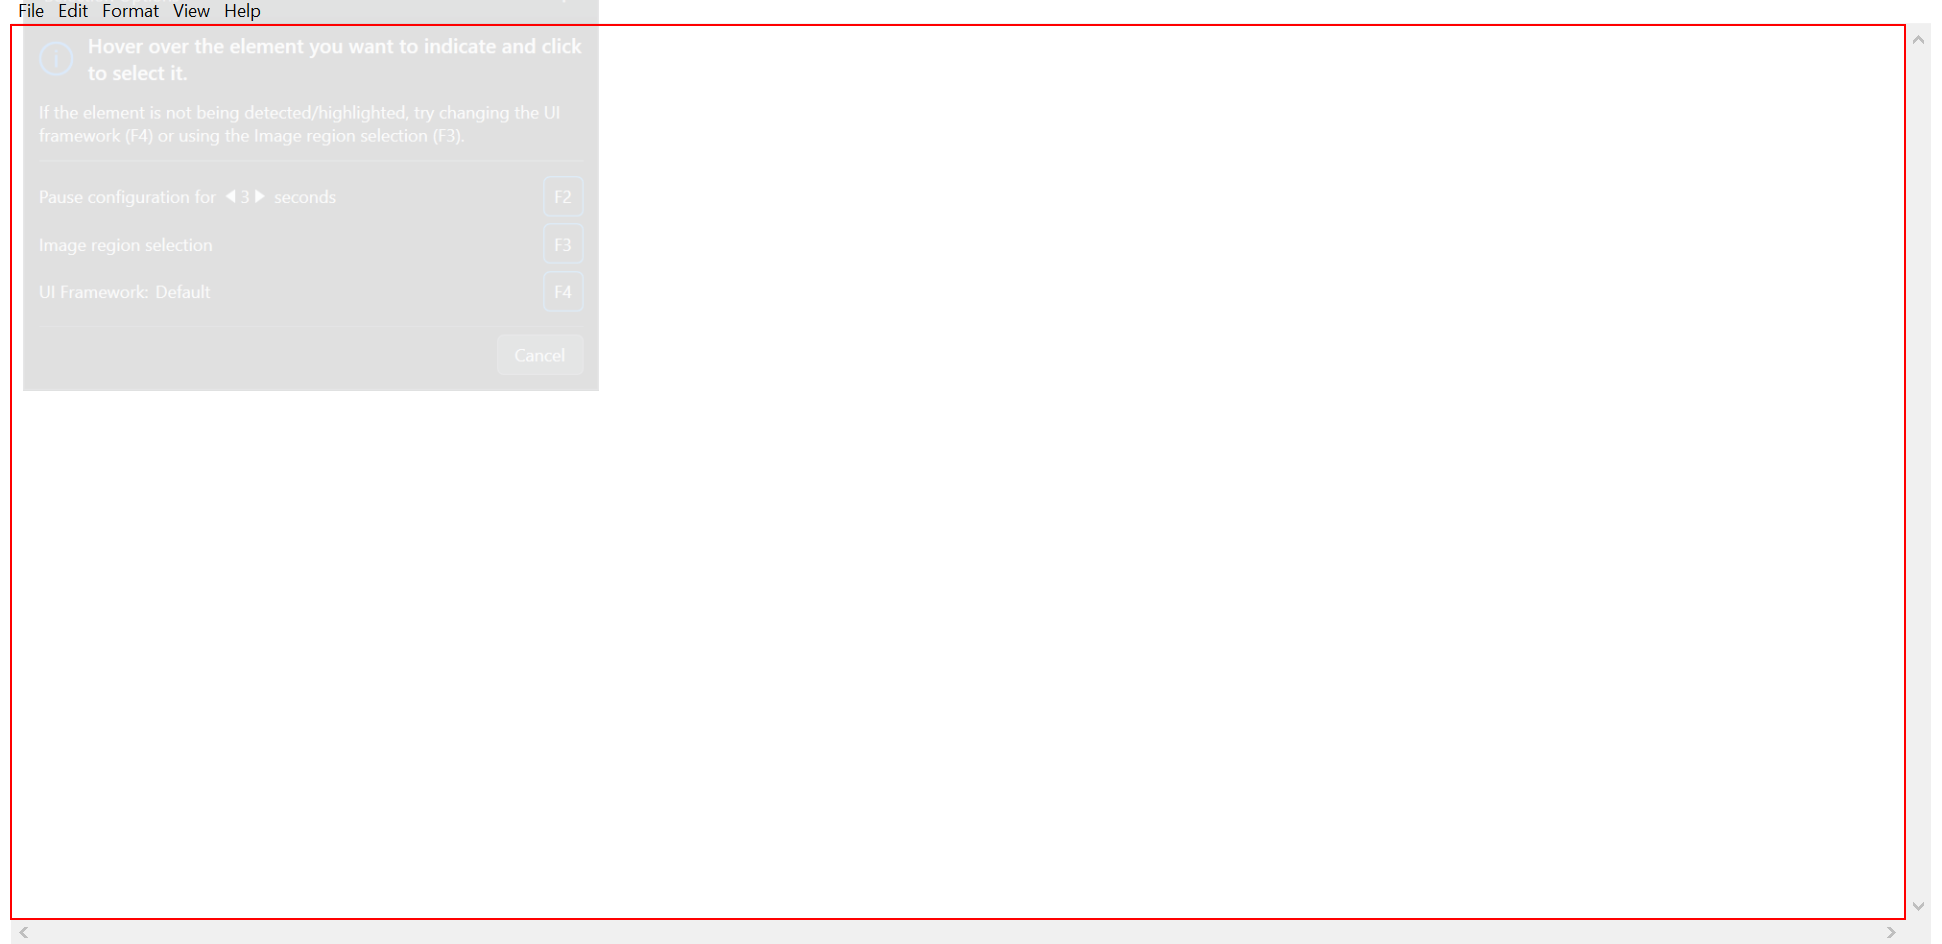 File Edit Format View Help
Hover over the element you want to indicate and click
to select it.
If the element is not being detected/highlighted, try changing the UI
framework (F4) or using the Image region selection (F3).
Pause configuration for 3 seconds F2
Image region selection F3
UI Framework: Default F4
Cancel